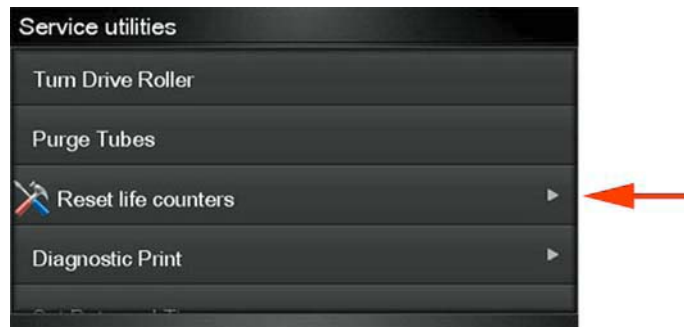 Service utilities
Turn Drive Roller
Purge Tubes
Reset life counters
Diagnostic Print